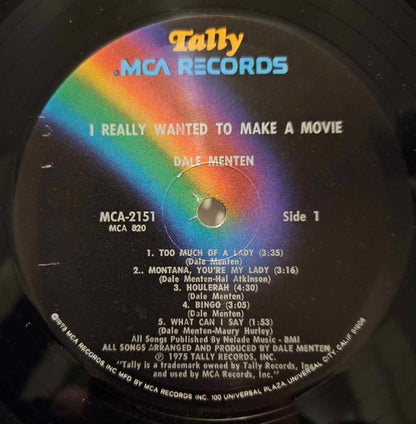 Tally
MCA RECORDS
I REALLY WANTED TO MAKE A MOVIE
DALE MENTEN
MCA-2151
MCA 820
Side 1
1. TOO MUCH OF A LADY (3:35)
(Dale Menten)
2. MONTANA, YOU'RE MY LADY (3:16)
(Dale Menten-Hal Atkinson)
3. HOULERAH (4:30)
(Dale Menten)
4. BINGO (3:05)
(Dale Menten)
5. WHAT CAN I SAY (1:53)
(Dale Menten-Maury Hurley)
All Songs Published By Nelade Music - BMI
ALL SONGS ARRANGED AND PRODUCED BY DALE MENTEN
Ⓟ 1975 TALLY RECORDS, INC.
"Tally is a trademark owned by Tally Records, Inc.
and used by MCA Records, Inc."
MCA RECORDS INC MFG BY MCA RECORDS INC. 100 UNIVERSAL PLAZA, UNIVERSAL CITY, CALIF